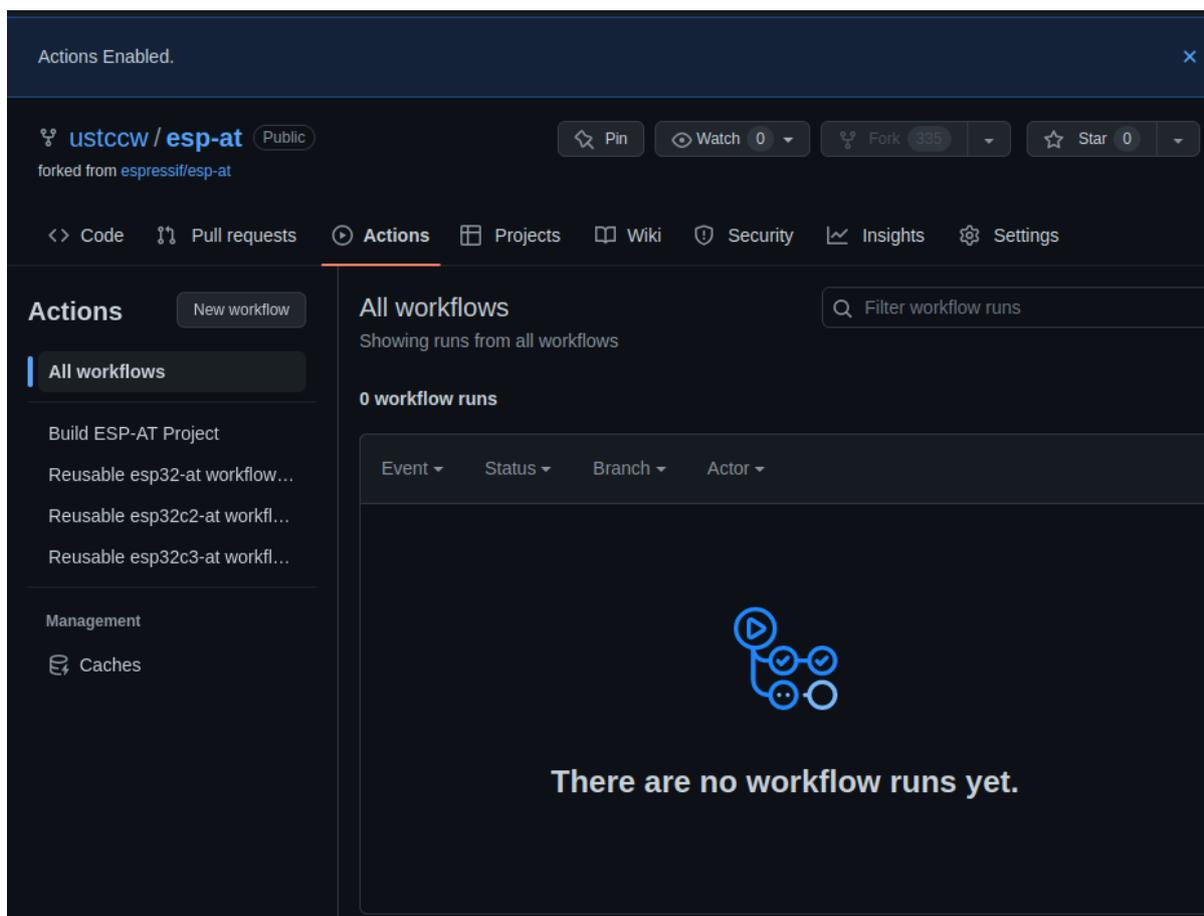 Actions Enabled.
ustccw / esp-at Public
Pin
Watch 0
Fork 335
Star 0
forked from espressif/esp-at
Code
Pull requests
Actions
Projects
Wiki
Security
Insights
Settings
Actions
New workflow
All workflows
Build ESP-AT Project
Reusable esp32-at workflow…
Reusable esp32c2-at workfl…
Reusable esp32c3-at workfl…
Management
Caches
All workflows
Showing runs from all workflows
Filter workflow runs
0 workflow runs
Event
Status
Branch
Actor
There are no workflow runs yet.